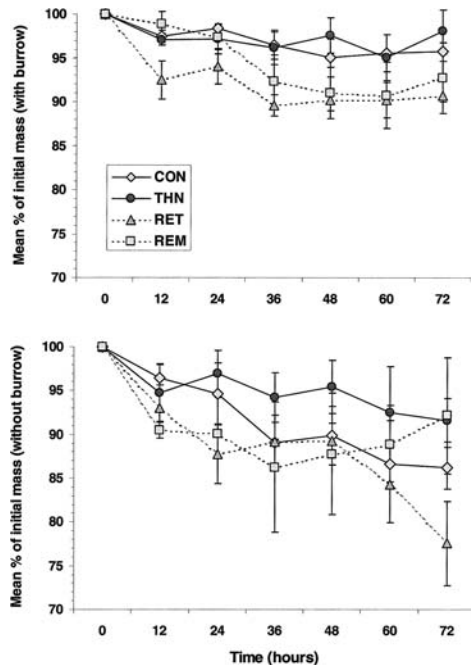 Mean % of initial mass (with burrow)
100
95
90
85
80
75
70
CON
THN
RET
REM
0 12 24 36 48 60 72
Mean % of initial mass (without burrow)
100
95
90
85
80
75
70
0 12 24 36 48 60 72
Time (hours)